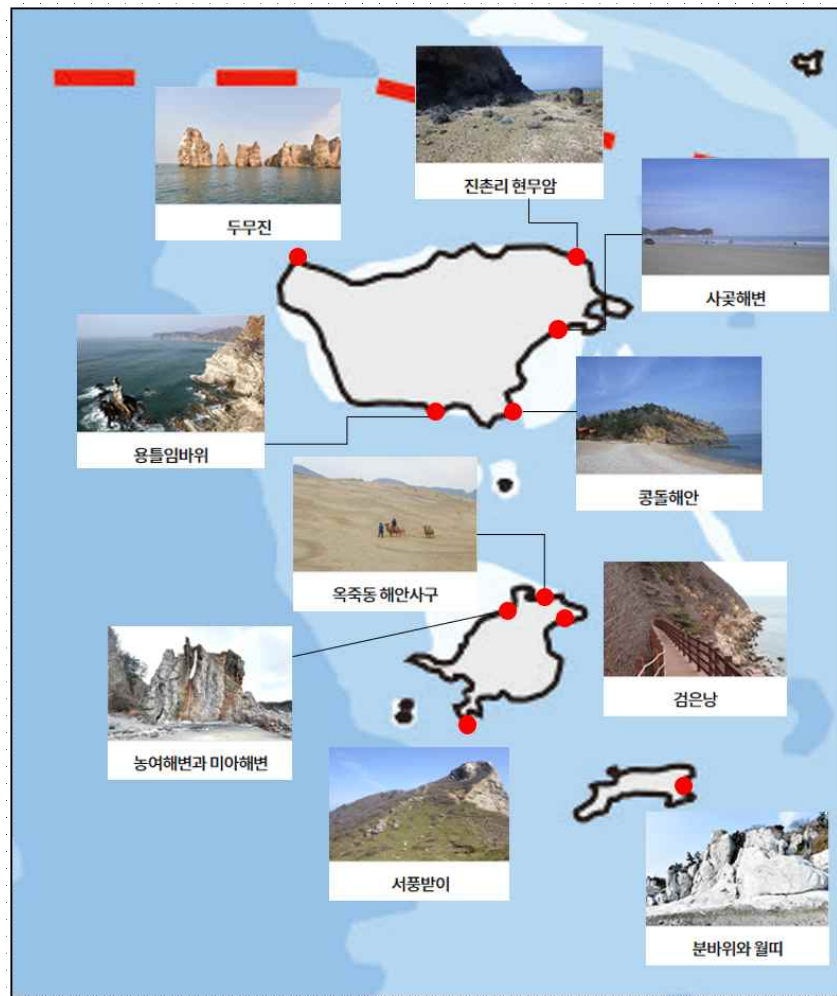 두무진
진촌리 현무암
사곶해변
용틀임바위
콩돌해안
옥죽동 해안사구
검은낭
농여해변과 미아해변
서풍받이
분바위와 월띠